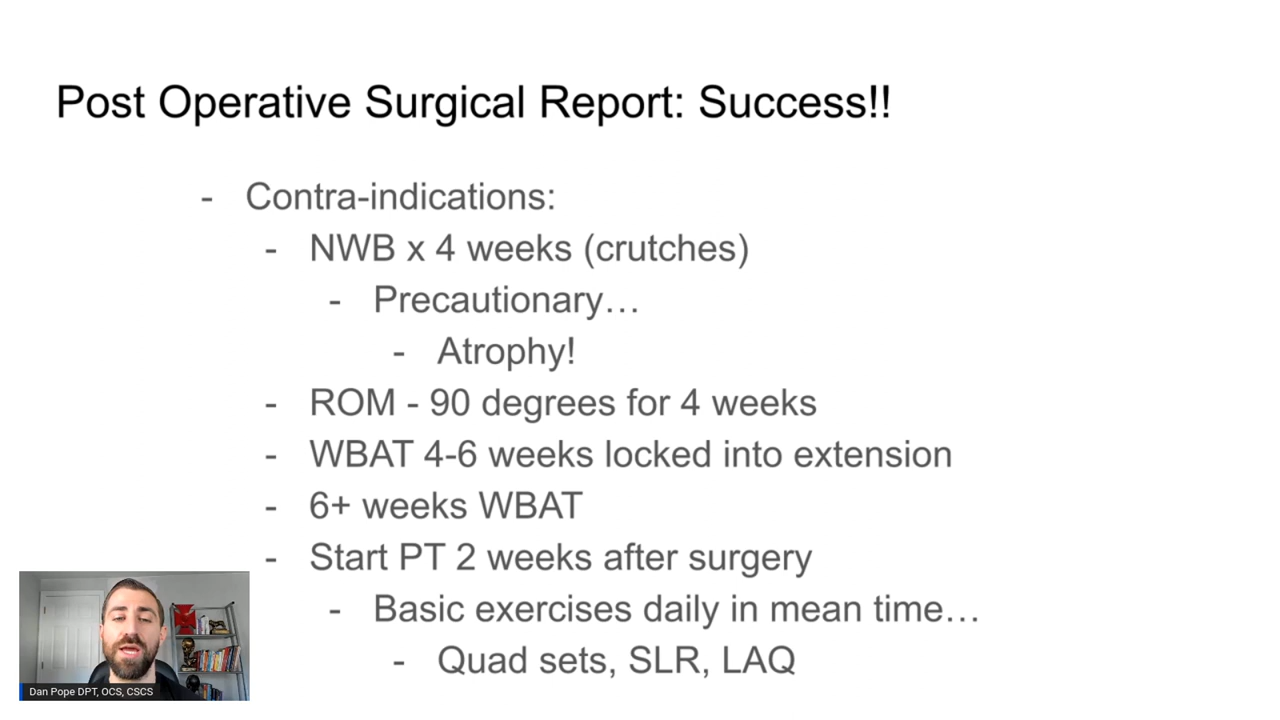 Post Operative Surgical Report: Success!!
- Contra-indications:
- NWB x 4 weeks (crutches)
- Precautionary…
- Atrophy!
- ROM - 90 degrees for 4 weeks
- WBAT 4-6 weeks locked into extension
- 6+ weeks WBAT
- Start PT 2 weeks after surgery
- Basic exercises daily in mean time…
- Quad sets, SLR, LAQ
Dan Pope DPT, OCS, CSCS